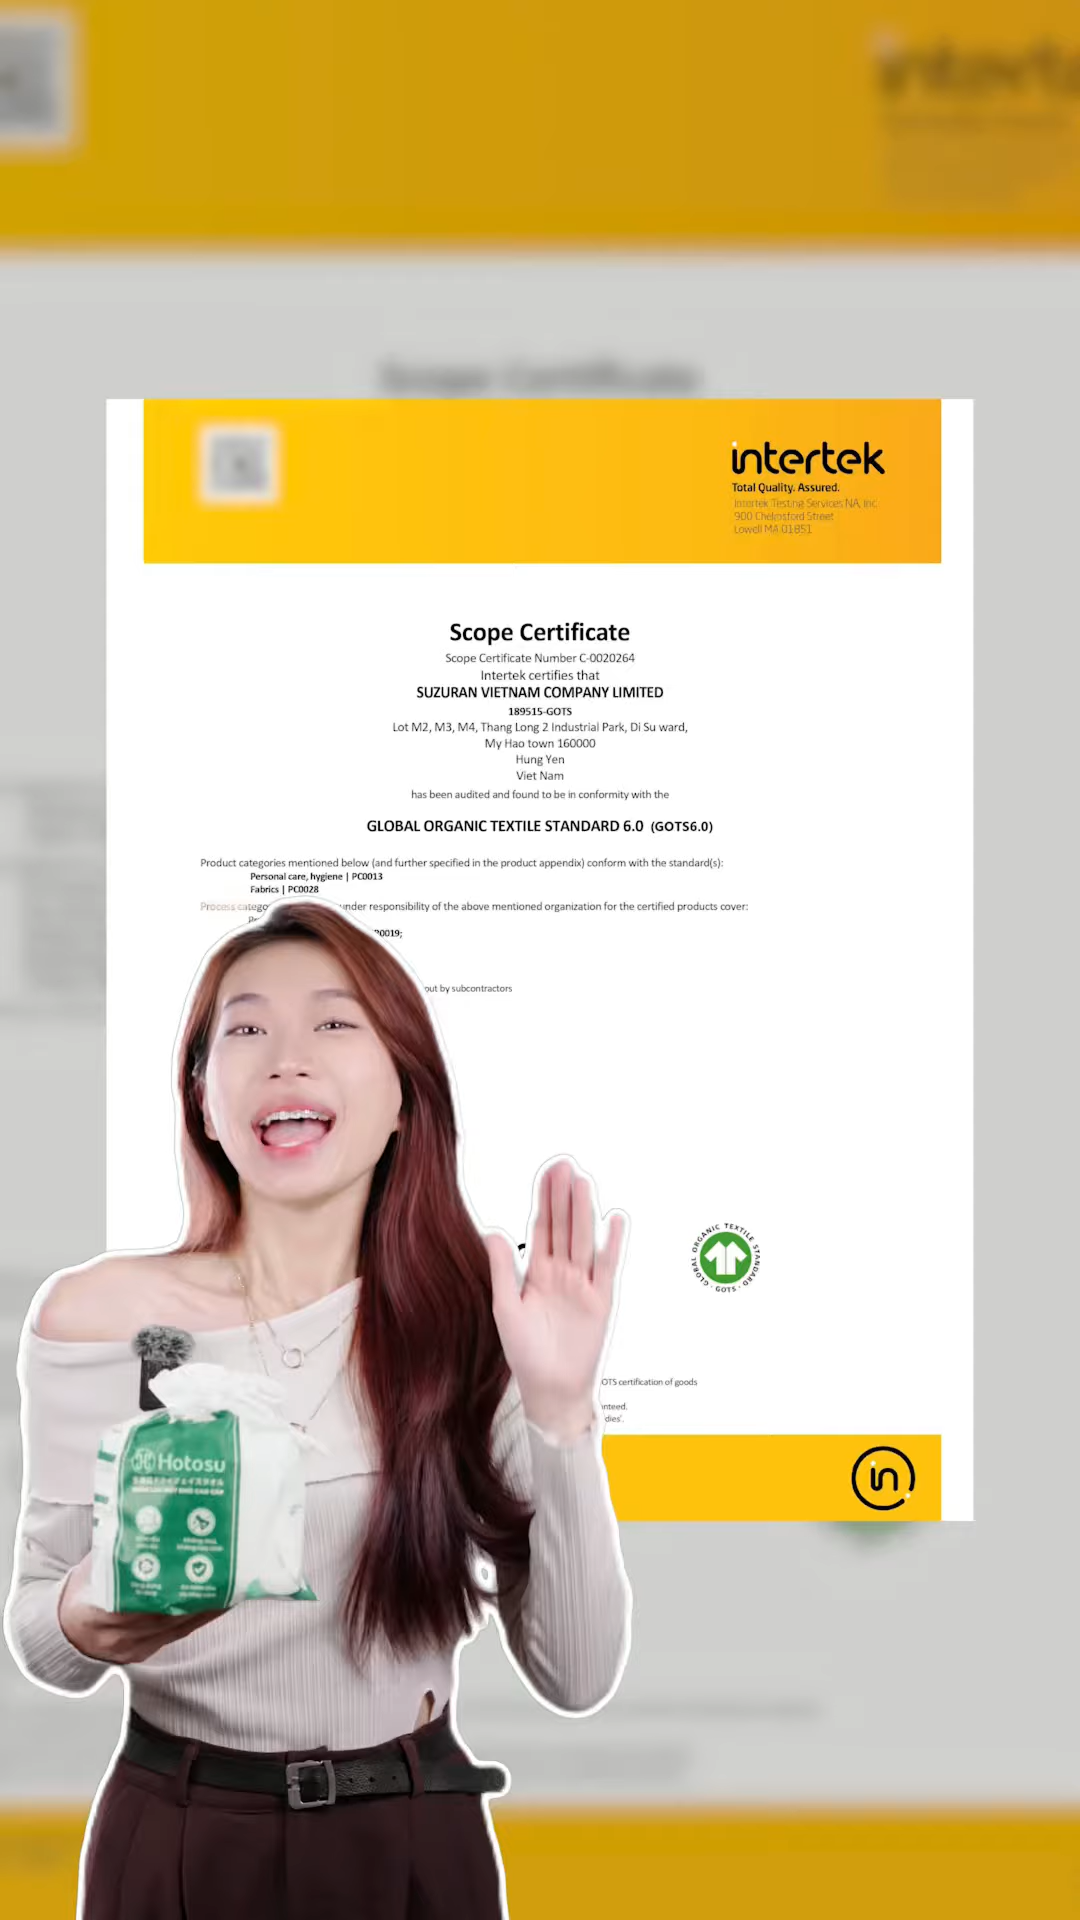 intertek
Total Quality. Assured.
Intertek Testing Services NA, Inc.
900 Chelmsford Street
Lowell MA 01851
Scope Certificate
Scope Certificate
Scope Certificate Number C-0020264
Intertek certifies that
SUZURAN VIETNAM COMPANY LIMITED
189515-GOTS
Lot M2, M3, M4, Thang Long 2 Industrial Park, Di Su ward,
My Hao town 160000
Hung Yen
Viet Nam
has been audited and found to be in conformity with the
GLOBAL ORGANIC TEXTILE STANDARD 6.0 (GOTS6.0)
Product categories mentioned below (and further specified in the product appendix) conform with the standard(s):
Personal care, hygiene | PC0013
Fabrics | PC0028
Process under responsibility of the above mentioned organization for the certified products cover:
by subcontractors
GLOBAL ORGANIC TEXTILE STANDARD · GOTS ·
certification of goods
in
Hotosu